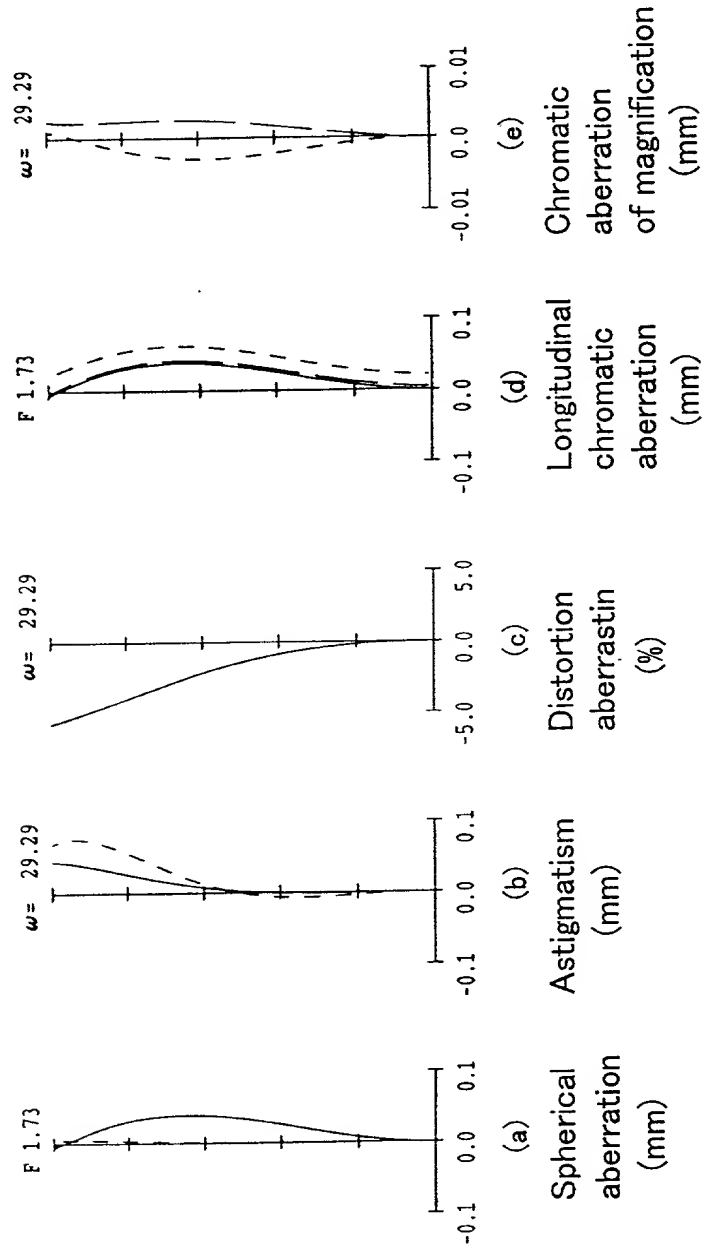 F 1.73
-0.1 0.0 0.1
(a)
Spherical
aberration
(mm)
ω= 29.29
-0.1 0.0 0.1
(b)
Astigmatism
(mm)
ω= 29.29
-5.0 0.0 5.0
(c)
Distortion
aberrastin
(%)
F 1.73
-0.1 0.0 0.1
(d)
Longitudinal
chromatic
aberration
(mm)
ω= 29.29
-0.01 0.0 0.01
(e)
Chromatic
aberration
of magnification
(mm)